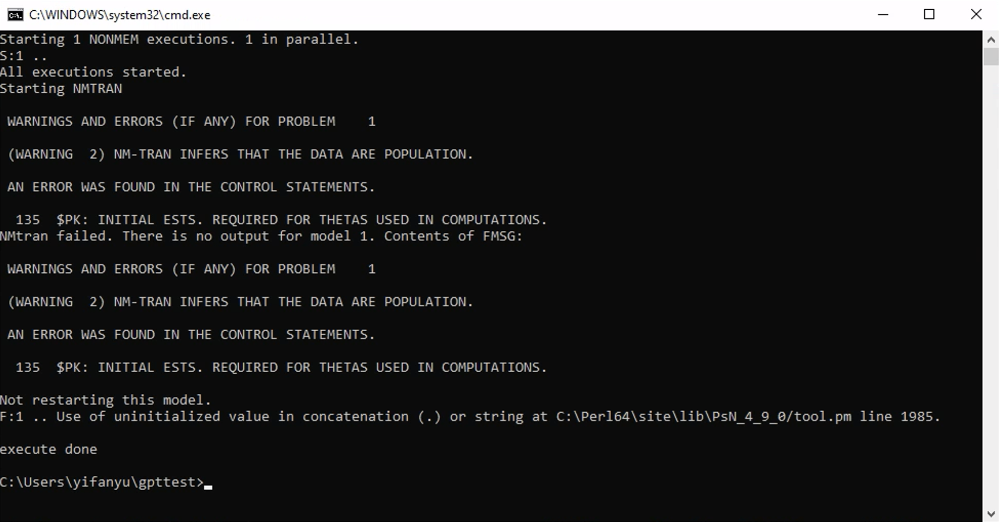 C:\WINDOWS\system32\cmd.exe
Starting 1 NONMEM executions. 1 in parallel.
S:1 ..
All executions started.
Starting NMTRAN
WARNINGS AND ERRORS (IF ANY) FOR PROBLEM    1
(WARNING  2) NM-TRAN INFERS THAT THE DATA ARE POPULATION.
AN ERROR WAS FOUND IN THE CONTROL STATEMENTS.
135  $PK: INITIAL ESTS. REQUIRED FOR THETAS USED IN COMPUTATIONS.
NMtran failed. There is no output for model 1. Contents of FMSG:
WARNINGS AND ERRORS (IF ANY) FOR PROBLEM    1
(WARNING  2) NM-TRAN INFERS THAT THE DATA ARE POPULATION.
AN ERROR WAS FOUND IN THE CONTROL STATEMENTS.
135  $PK: INITIAL ESTS. REQUIRED FOR THETAS USED IN COMPUTATIONS.
Not restarting this model.
F:1 .. Use of uninitialized value in concatenation (.) or string at C:\Perl64\site\lib\PsN_4_9_0/tool.pm line 1985.
execute done
C:\Users\yifanyu\gpttest>